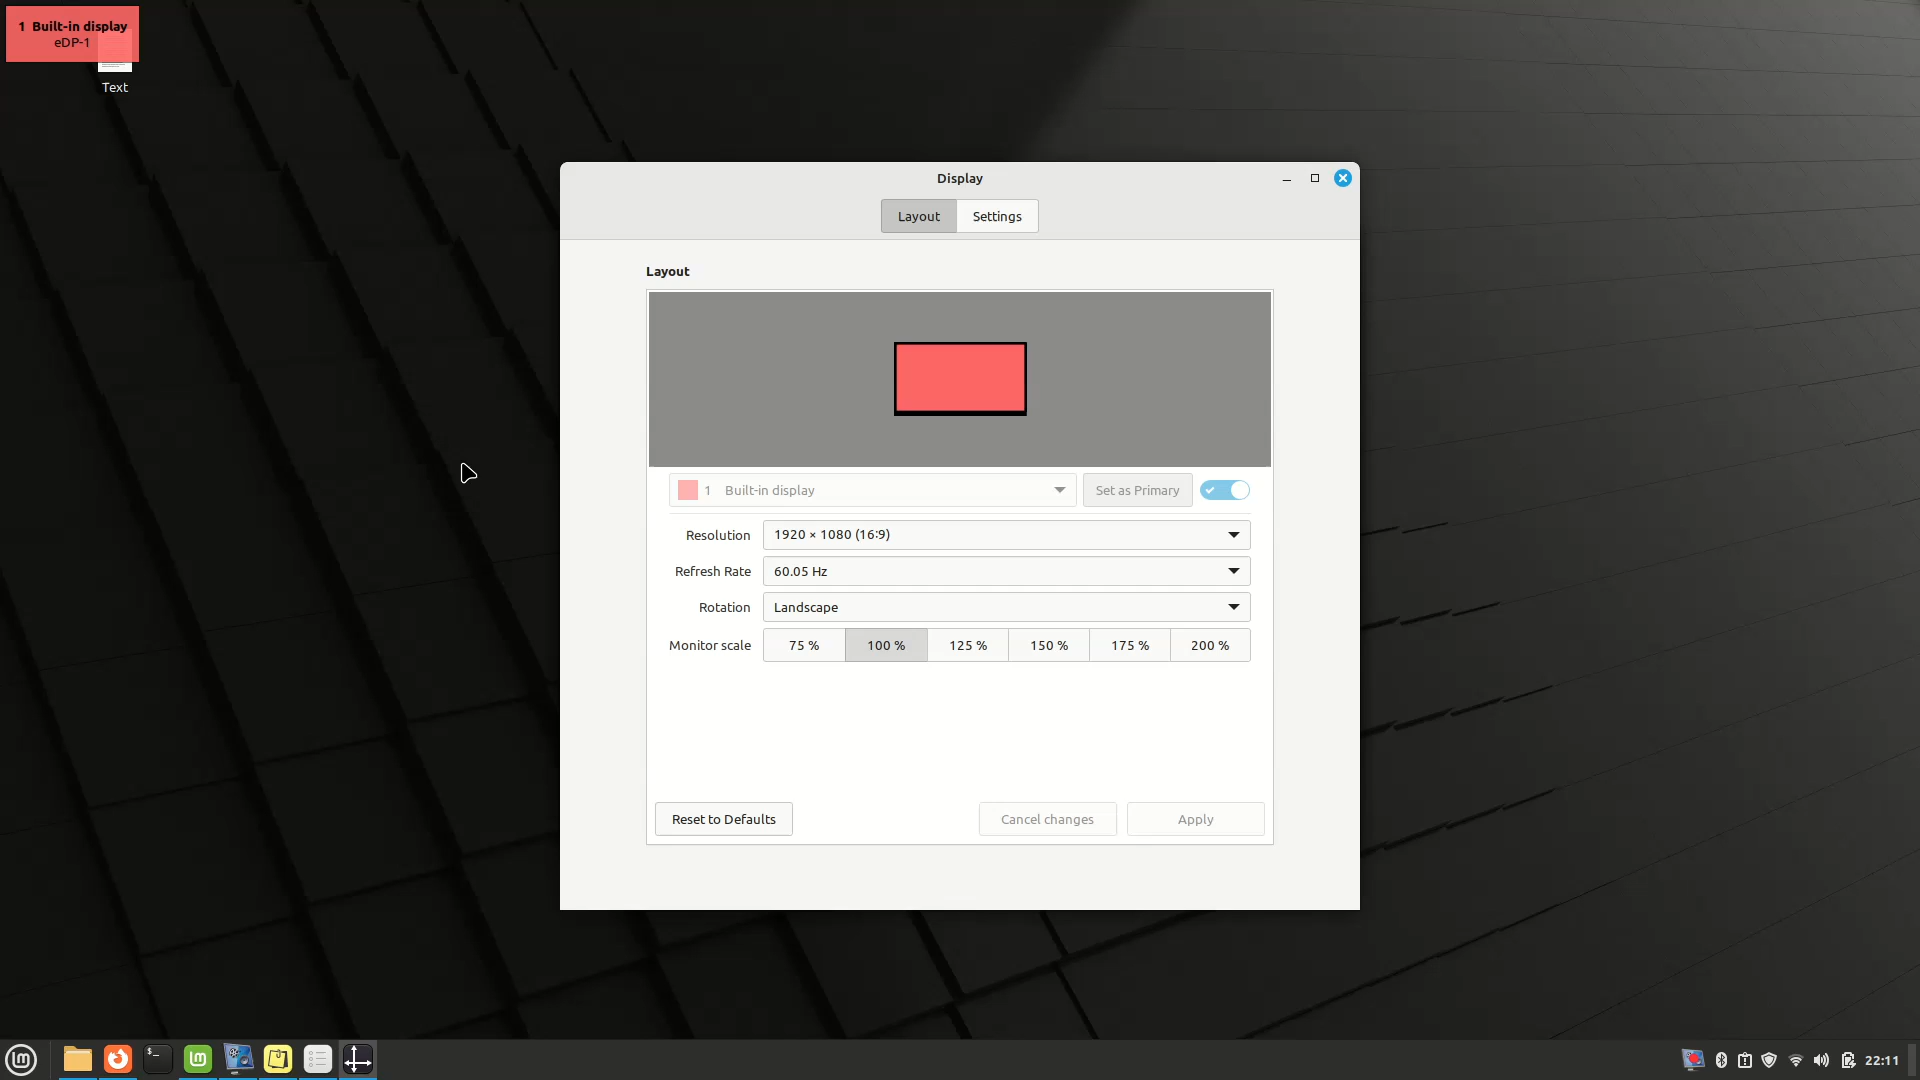 1 Built-in display
eDP-1
Text
Display
Layout
Settings
Layout
1 Built-in display
Set as Primary
Resolution
1920 × 1080 (16:9)
Refresh Rate
60.05 Hz
Rotation
Landscape
Monitor scale
75 %
100 %
125 %
150 %
175 %
200 %
Reset to Defaults
Cancel changes
Apply
22:11